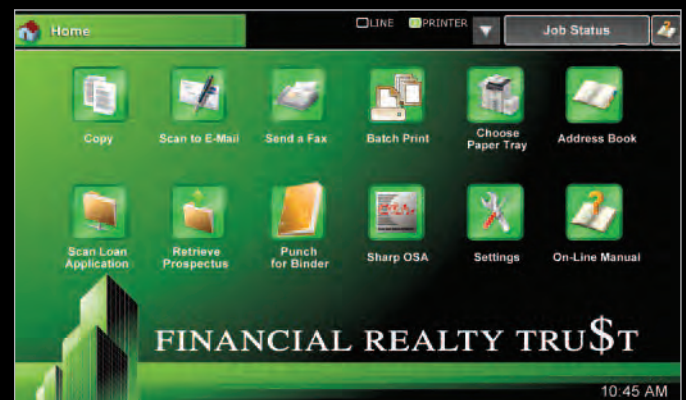 Home
LINE PRINTER
Job Status
Copy
Scan to E-Mail
Send a Fax
Batch Print
Choose
Paper Tray
Address Book
Scan Loan
Application
Retrieve
Prospectus
Punch
for Binder
Sharp OSA
Settings
On-Line Manual
FINANCIAL REALTY TRU$T
10:45 AM